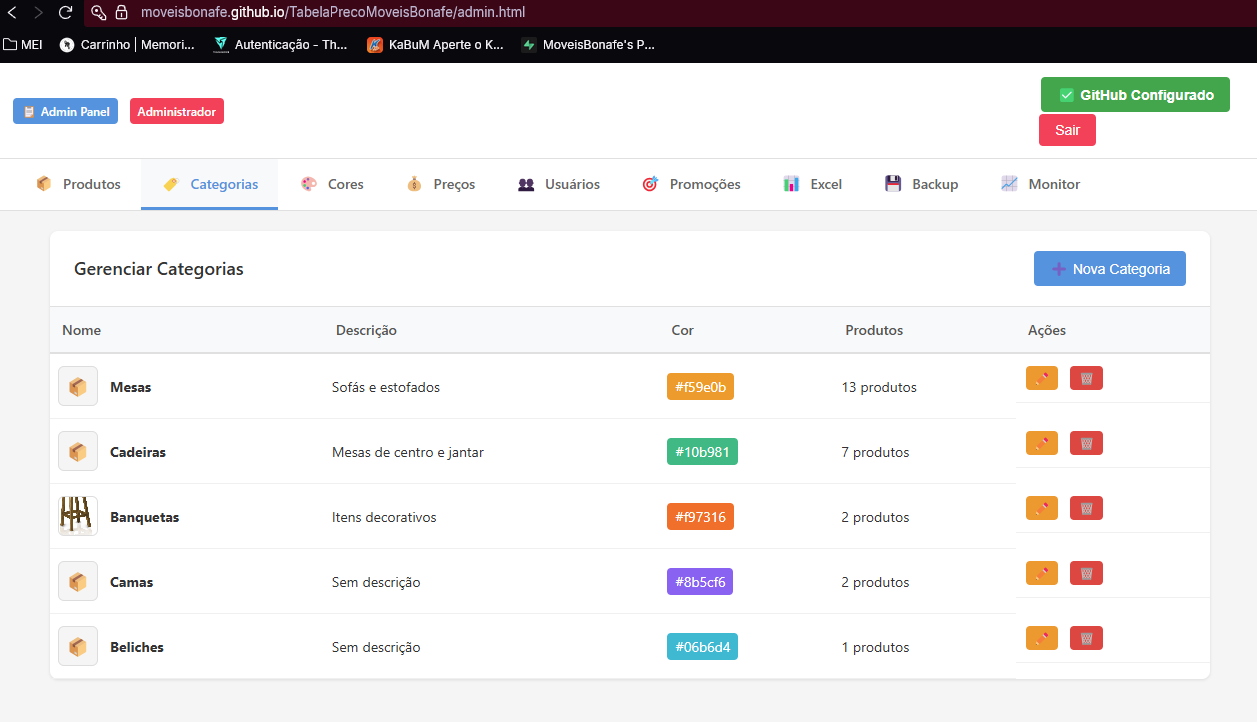 moveisbonafe.github.io/TabelaPrecoMoveisBonafe/admin.html
MEI Carrinho | Memori... Autenticação - Th... KaBuM Aperte o K... MoveisBonafe's P...
Admin Panel Administrador
GitHub Configurado
Sair
Produtos Categorias Cores Preços Usuários Promoções Excel Backup Monitor
Gerenciar Categorias
Nova Categoria
Nome Descrição Cor Produtos Ações
Mesas Sofás e estofados #f59e0b 13 produtos
Cadeiras Mesas de centro e jantar #10b981 7 produtos
Banquetas Itens decorativos #f97316 2 produtos
Camas Sem descrição #8b5cf6 2 produtos
Beliches Sem descrição #06b6d4 1 produtos